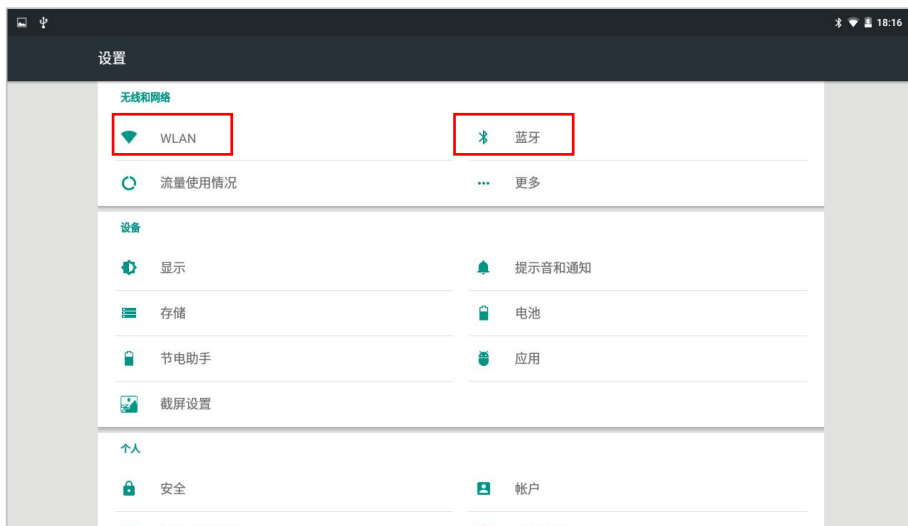 18:16
设置
无线和网络
WLAN
蓝牙
流量使用情况
更多
设备
显示
提示音和通知
存储
电池
节电助手
应用
截屏设置
个人
安全
帐户